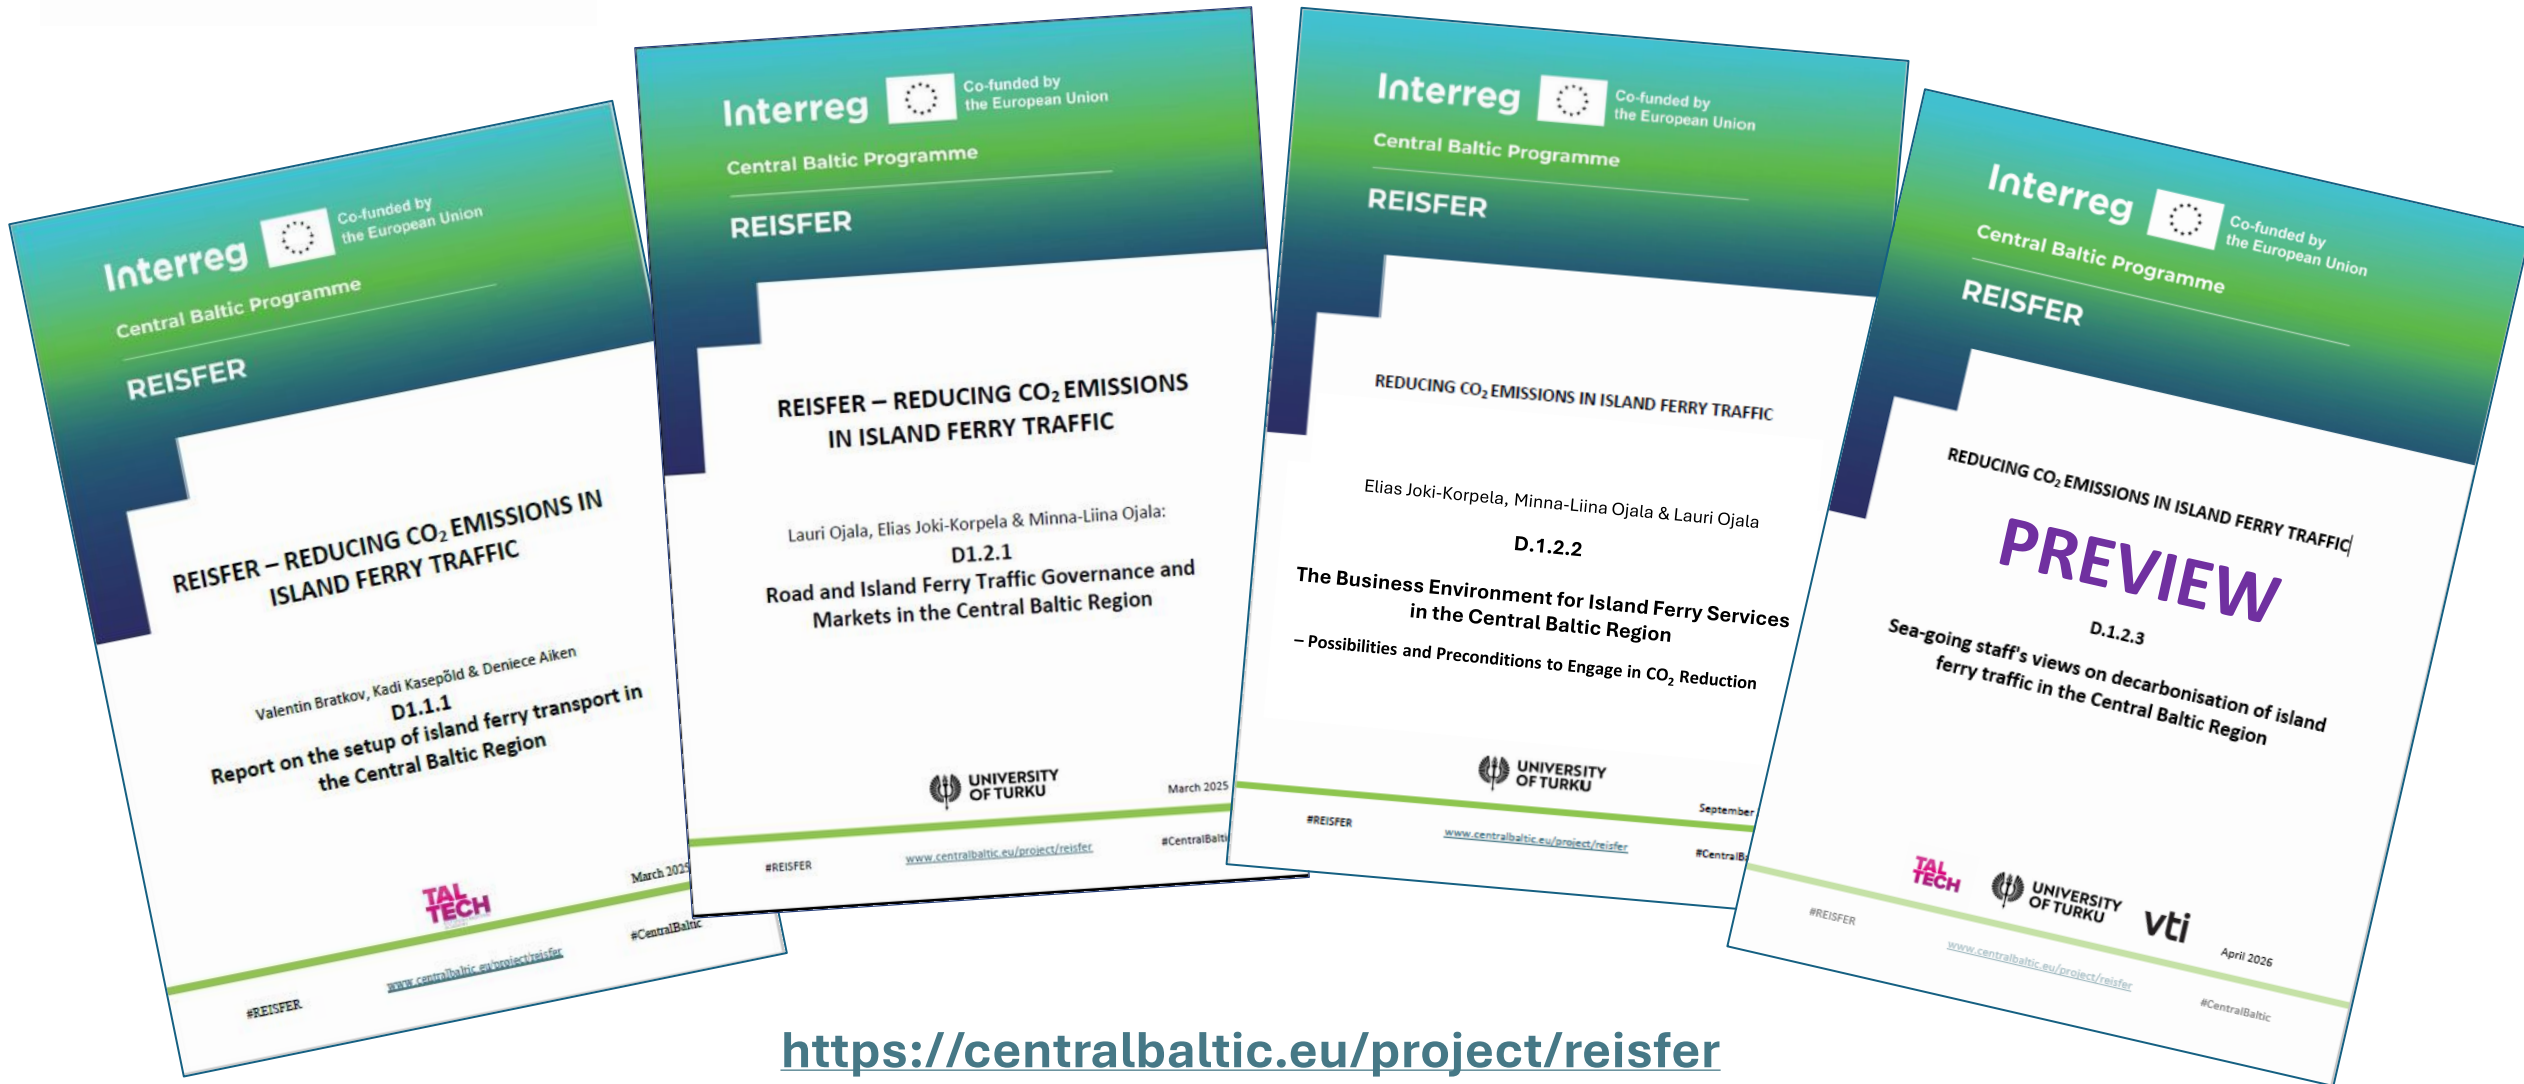 Interreg
Co-funded by
the European Union
Central Baltic Programme
REISFER
REISFER – REDUCING CO₂ EMISSIONS IN
ISLAND FERRY TRAFFIC
Valentin Bratkov, Kadi Kasepõld & Deniece Aiken
D1.1.1
Report on the setup of island ferry transport in
the Central Baltic Region
TAL
TECH
March 2025
#REISFER
www.centralbaltic.eu/project/reisfer
#CentralBaltic
Interreg
Co-funded by
the European Union
Central Baltic Programme
REISFER
REISFER – REDUCING CO₂ EMISSIONS
IN ISLAND FERRY TRAFFIC
Lauri Ojala, Elias Joki-Korpela & Minna-Liina Ojala:
D1.2.1
Road and Island Ferry Traffic Governance and
Markets in the Central Baltic Region
UNIVERSITY
OF TURKU
March 2025
#REISFER
www.centralbaltic.eu/project/reisfer
#CentralBalti
Interreg
Co-funded by
the European Union
Central Baltic Programme
REISFER
REDUCING CO₂ EMISSIONS IN ISLAND FERRY TRAFFIC
Elias Joki-Korpela, Minna-Liina Ojala & Lauri Ojala
D.1.2.2
The Business Environment for Island Ferry Services
in the Central Baltic Region
– Possibilities and Preconditions to Engage in CO₂ Reduction
UNIVERSITY
OF TURKU
September
#REISFER
www.centralbaltic.eu/project/reisfer
#CentralBa
Interreg
Co-funded by
the European Union
Central Baltic Programme
REISFER
REDUCING CO₂ EMISSIONS IN ISLAND FERRY TRAFFIC
PREVIEW
D.1.2.3
Sea-going staff's views on decarbonisation of island
ferry traffic in the Central Baltic Region
TAL
TECH
UNIVERSITY
OF TURKU
vti
April 2026
#REISFER
www.centralbaltic.eu/project/reisfer
#CentralBaltic
https://centralbaltic.eu/project/reisfer